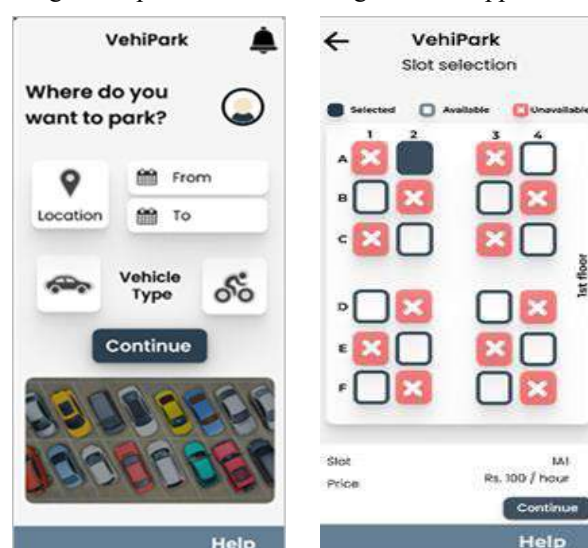 VehiPark
Where do you
want to park?
From
Location
To
Vehicle
Type
Continue
Help
VehiPark
Slot selection
Selected Available Unavailable
1 2 3 4
A
B
C
1st floor
D
E
F
Slot
Price Rs. 100 / hour
Continue
Help